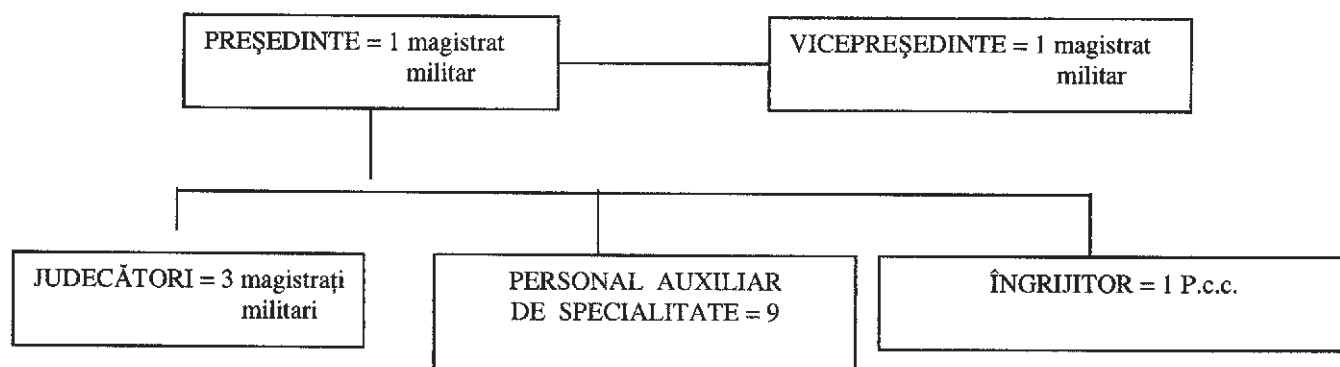 PREŞEDINTE = 1 magistrat
militar
VICEPREŞEDINTE = 1 magistrat
militar
JUDECĂTORI = 3 magistraţi
militari
PERSONAL AUXILIAR
DE SPECIALITATE = 9
ÎNGRIJITOR = 1 P.c.c.